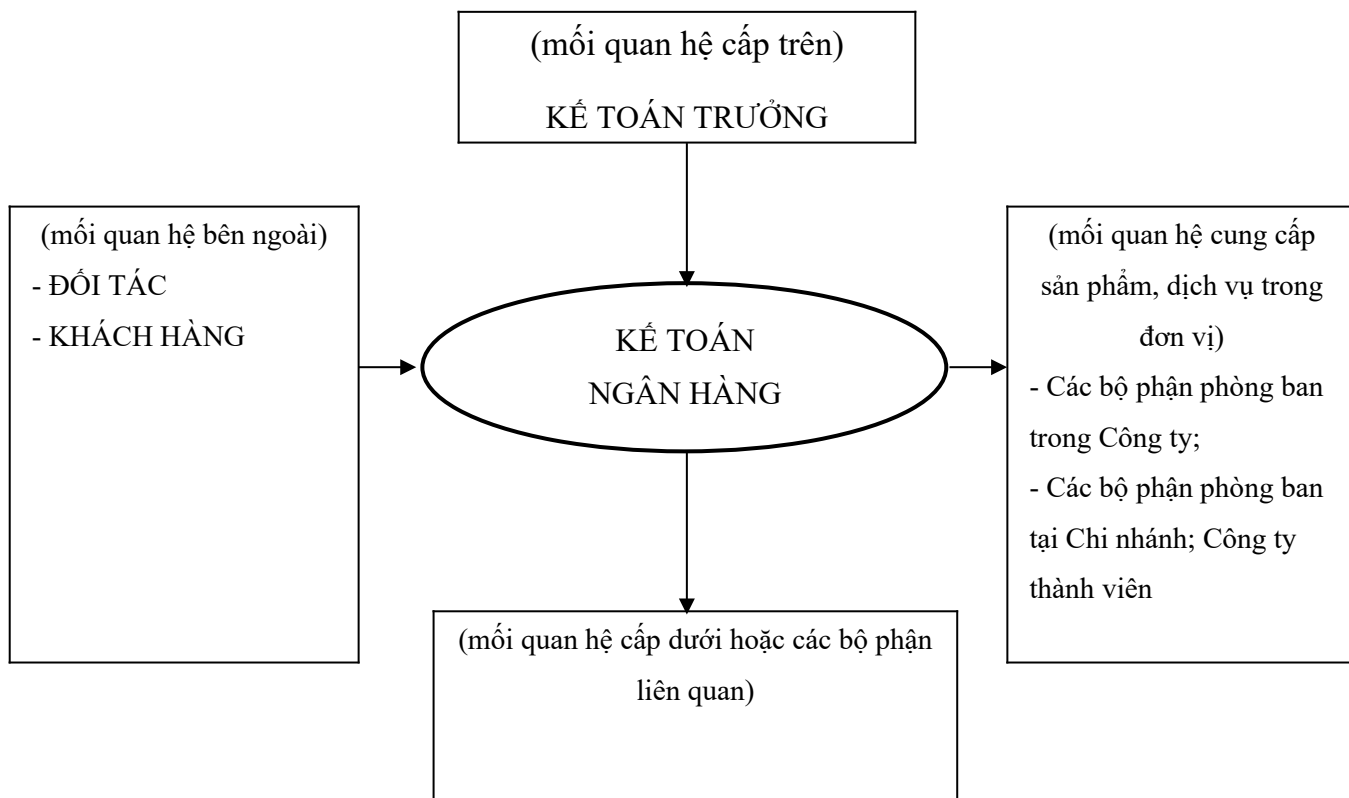 (mối quan hệ cấp trên)
KẾ TOÁN TRƯỞNG
(mối quan hệ bên ngoài)
- ĐỐI TÁC
- KHÁCH HÀNG
KẾ TOÁN
NGÂN HÀNG
(mối quan hệ cung cấp
sản phẩm, dịch vụ trong
đơn vị)
- Các bộ phận phòng ban
trong Công ty;
- Các bộ phận phòng ban
tại Chi nhánh; Công ty
thành viên
(mối quan hệ cấp dưới hoặc các bộ phận
liên quan)